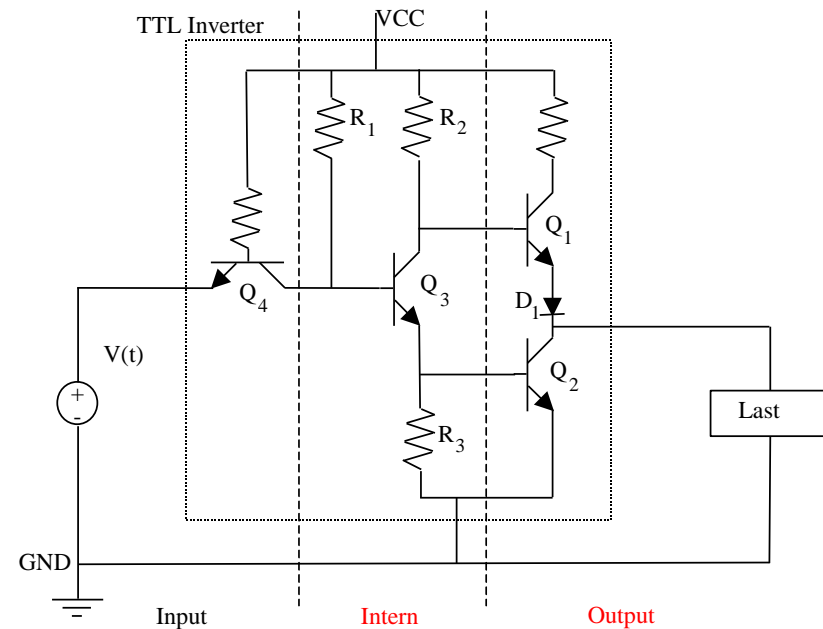 VCC
TTL Inverter
R1
R2
Q1
Q3
Q4
D1
V(t)
Q2
+
-
Last
R3
GND
Input
Intern
Output